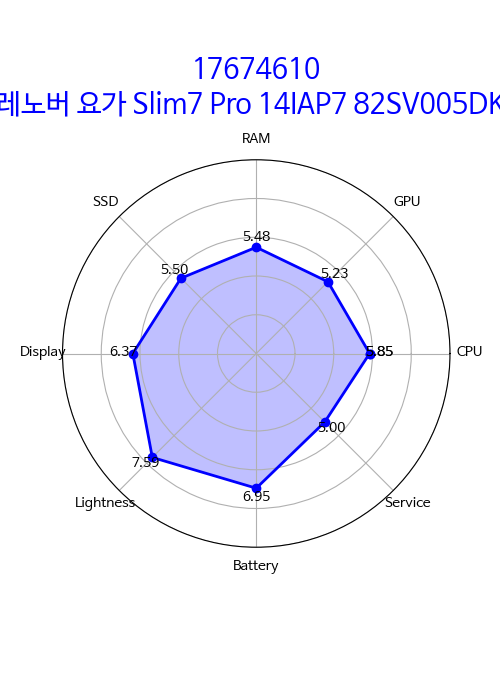 17674610
레노버 요가 Slim7 Pro 14IAP7 82SV005DK
RAM
SSD
GPU
5.48
5.50
5.23
Display
6.37
5.85
CPU
7.59
5.00
6.95
Lightness
Service
Battery